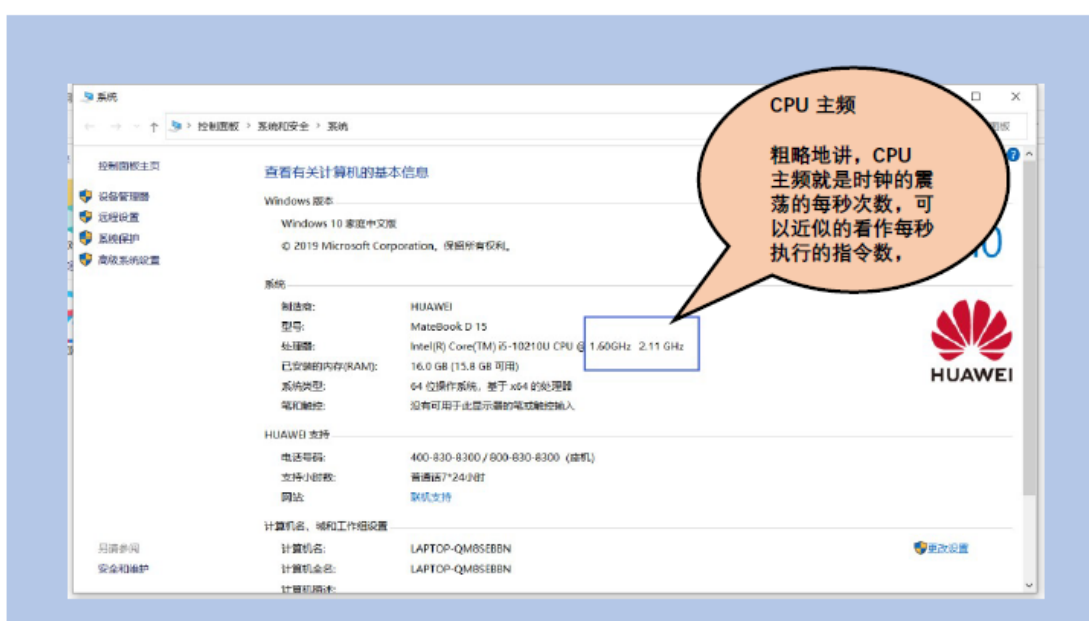 系统
控制面板 > 系统和安全 > 系统
控制面板主页
设备管理器
远程设置
系统保护
高级系统设置
查看有关计算机的基本信息
Windows 版本
Windows 10 家庭中文版
© 2019 Microsoft Corporation。保留所有权利。
CPU 主频
粗略地讲，CPU
主频就是时钟的震
荡的每秒次数，可
以近似的看作每秒
执行的指令数，
系统
制造商: HUAWEI
型号: MateBook D 15
处理器: Intel(R) Core(TM) i5-10210U CPU @ 1.60GHz 2.11 GHz
已安装的内存(RAM): 16.0 GB (15.8 GB 可用)
系统类型: 64 位操作系统，基于 x64 的处理器
笔和触控: 没有可用于此显示器的笔或触控输入
HUAWEI
HUAWEI 支持
电话号码: 400-830-8300 / 800-830-8300 (座机)
支持小时数: 普通话7*24小时
网站: 联机支持
计算机名、域和工作组设置
计算机名: LAPTOP-QM8SEBBN
更改设置
计算机全名: LAPTOP-QM8SEBBN
计算机描述:
另请参阅
安全和维护